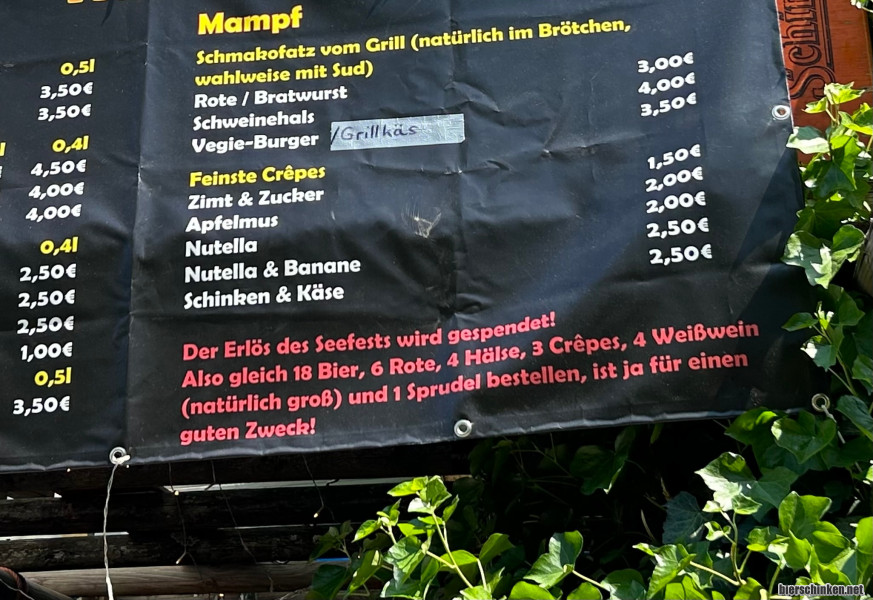 Mampf
Schmakofatz vom Grill (natürlich im Brötchen,
wahlweise mit Sud)
Rote / Bratwurst 3,00€
Schweinehals 4,00€
Vegie-Burger /Grillkäs 3,50€
Feinste Crêpes
Zimt & Zucker 1,50€
Apfelmus 2,00€
Nutella 2,00€
Nutella & Banane 2,50€
Schinken & Käse 2,50€
Der Erlös des Seefests wird gespendet!
Also gleich 18 Bier, 6 Rote, 4 Hälse, 3 Crêpes, 4 Weißwein
(natürlich groß) und 1 Sprudel bestellen, ist ja für einen
guten Zweck!
0,5l
3,50€
3,50€
0,4l
4,50€
4,00€
4,00€
0,4l
2,50€
2,50€
2,50€
1,00€
0,5l
3,50€
bierschinken.net